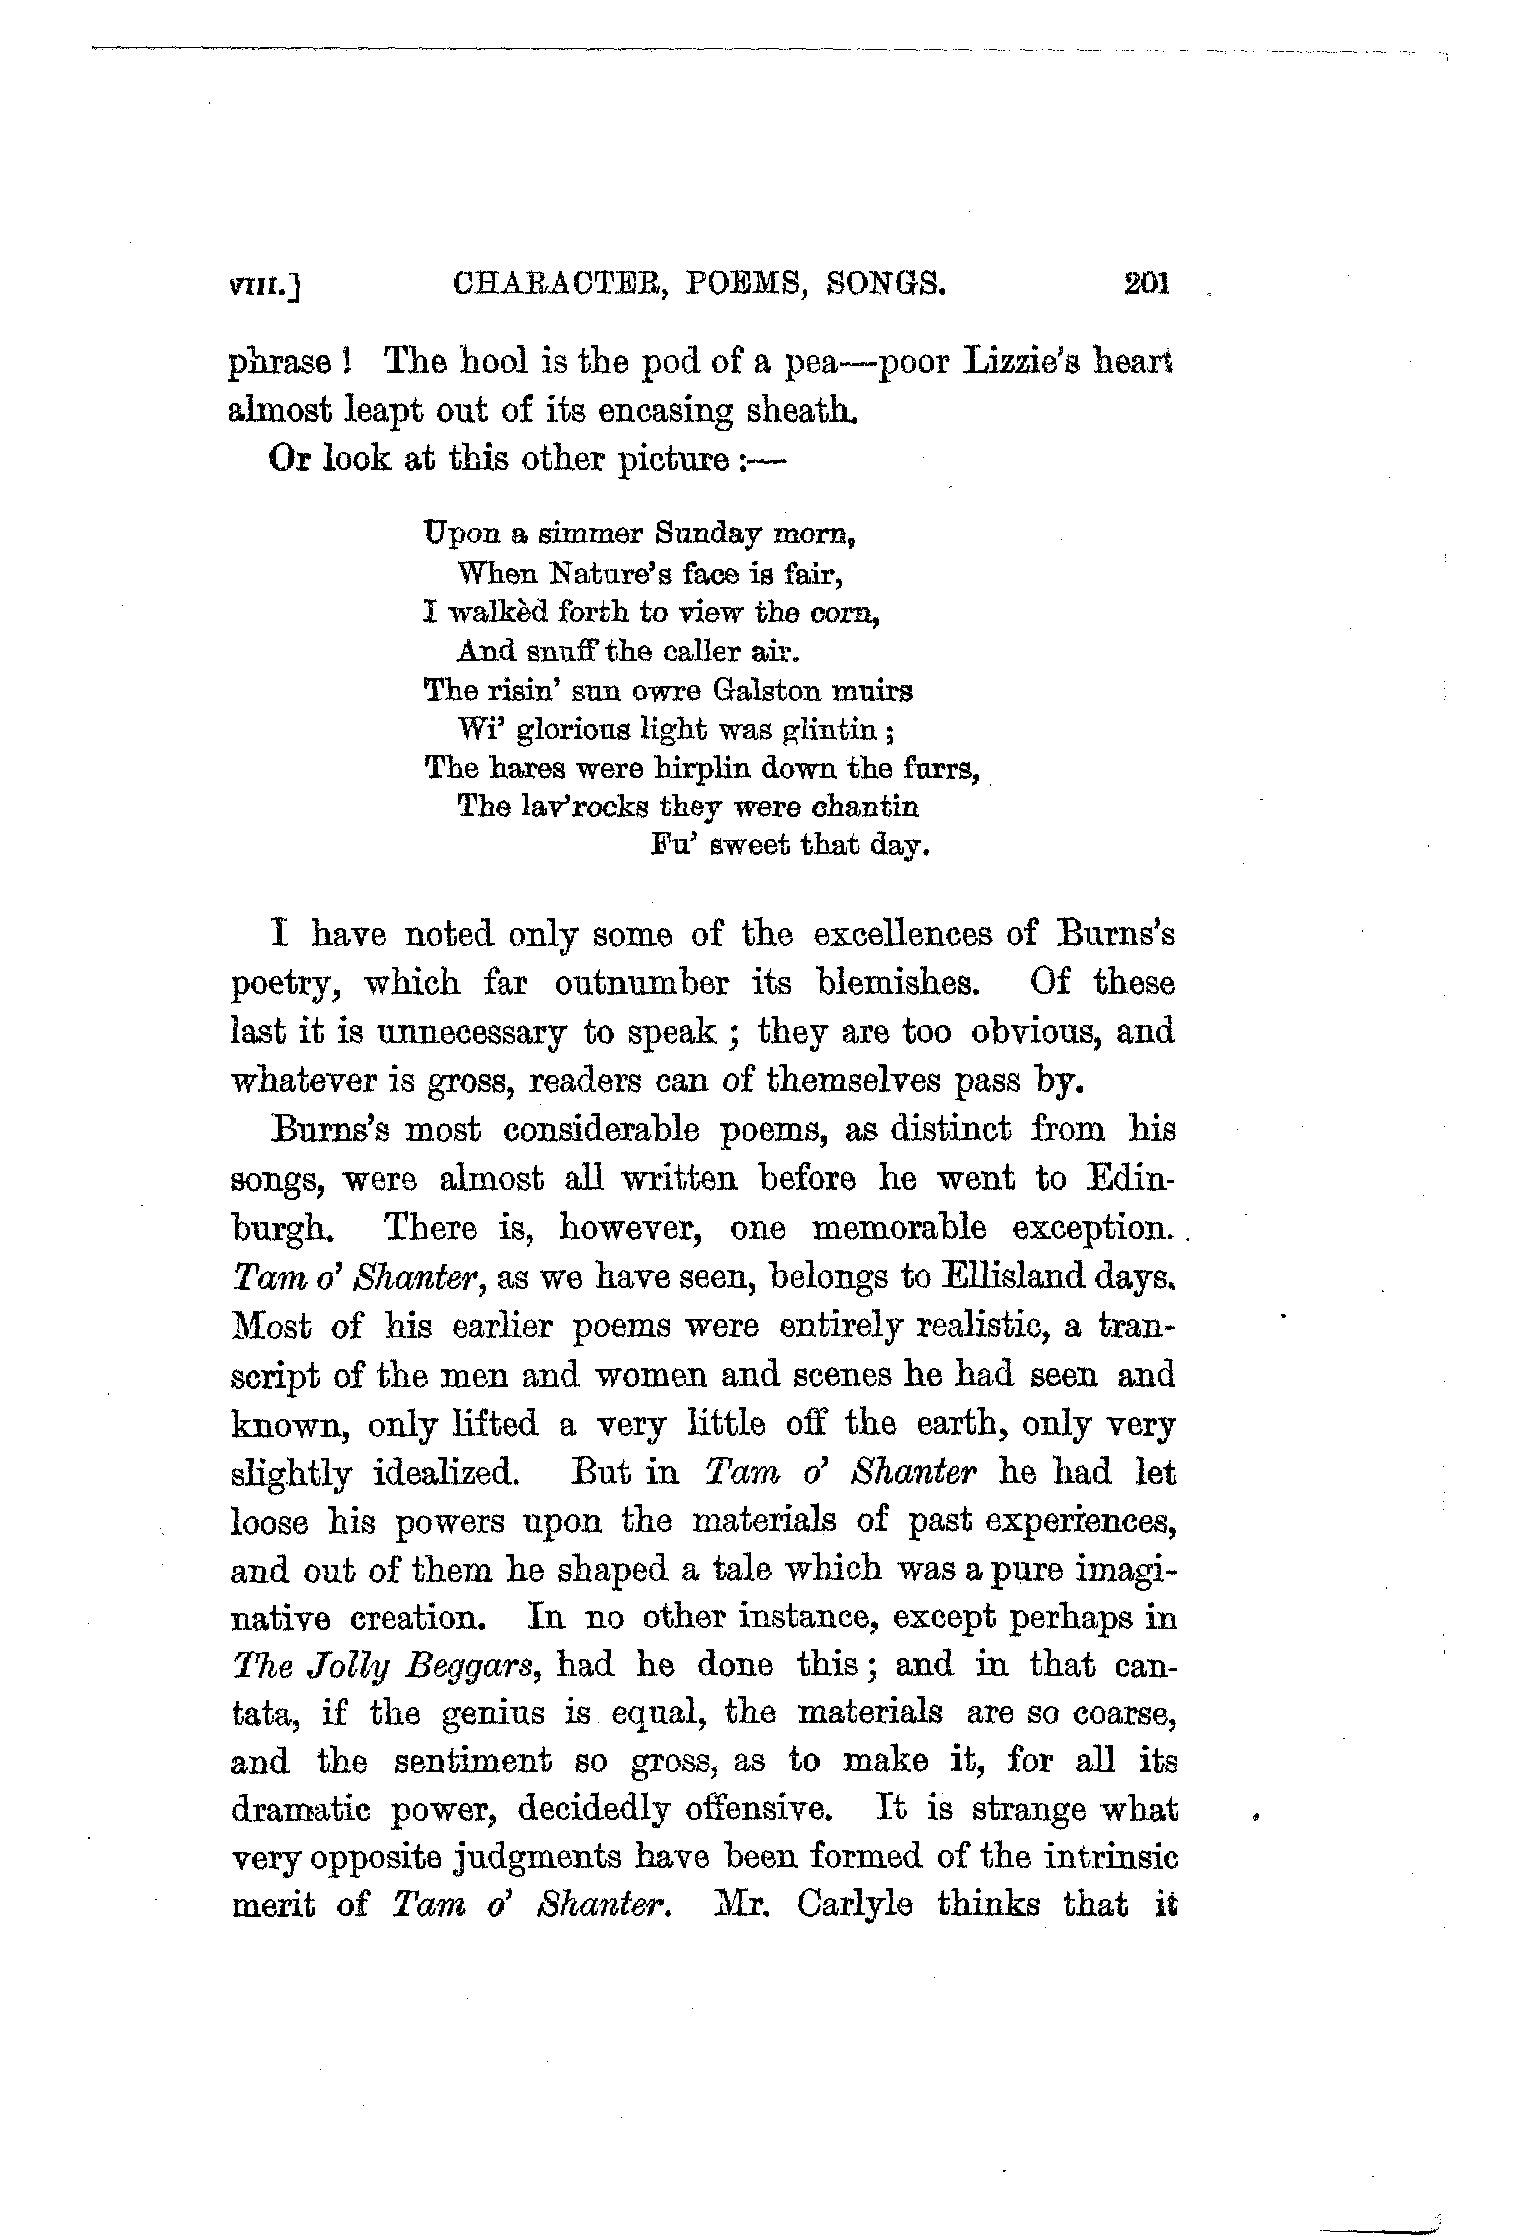 VIII.] CHARACTER, POEMS, SONGS. 201
phrase! The hool is the pod of a pea—poor Lizzie's heart
almost leapt out of its encasing sheath.
Or look at this other picture:—
Upon a simmer Sunday morn,
When Nature's face is fair,
I walkèd forth to view the corn,
And snuff the caller air.
The risin' sun owre Galston muirs
Wi' glorious light was glintin;
The hares were hirplin down the furrs,
The lav'rocks they were chantin
Fu' sweet that day.
I have noted only some of the excellences of Burns's
poetry, which far outnumber its blemishes. Of these
last it is unnecessary to speak; they are too obvious, and
whatever is gross, readers can of themselves pass by.
Burns's most considerable poems, as distinct from his
songs, were almost all written before he went to Edin-
burgh. There is, however, one memorable exception.
Tam o' Shanter, as we have seen, belongs to Ellisland days.
Most of his earlier poems were entirely realistic, a tran-
script of the men and women and scenes he had seen and
known, only lifted a very little off the earth, only very
slightly idealized. But in Tam o' Shanter he had let
loose his powers upon the materials of past experiences,
and out of them he shaped a tale which was a pure imagi-
native creation. In no other instance, except perhaps in
The Jolly Beggars, had he done this; and in that can-
tata, if the genius is equal, the materials are so coarse,
and the sentiment so gross, as to make it, for all its
dramatic power, decidedly offensive. It is strange what
very opposite judgments have been formed of the intrinsic
merit of Tam o' Shanter. Mr. Carlyle thinks that it